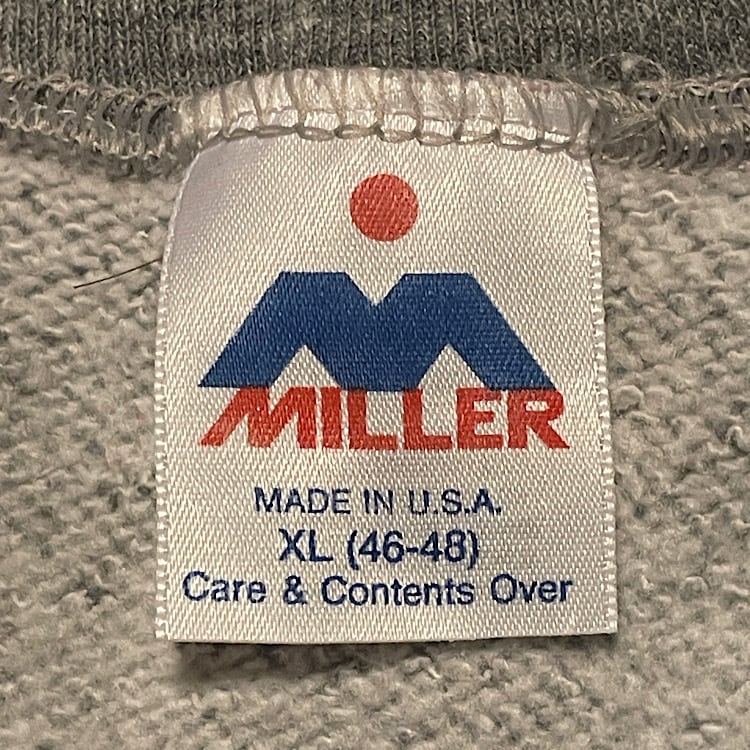 MILLER
MADE IN U.S.A.
XL (46-48)
Care & Contents Over